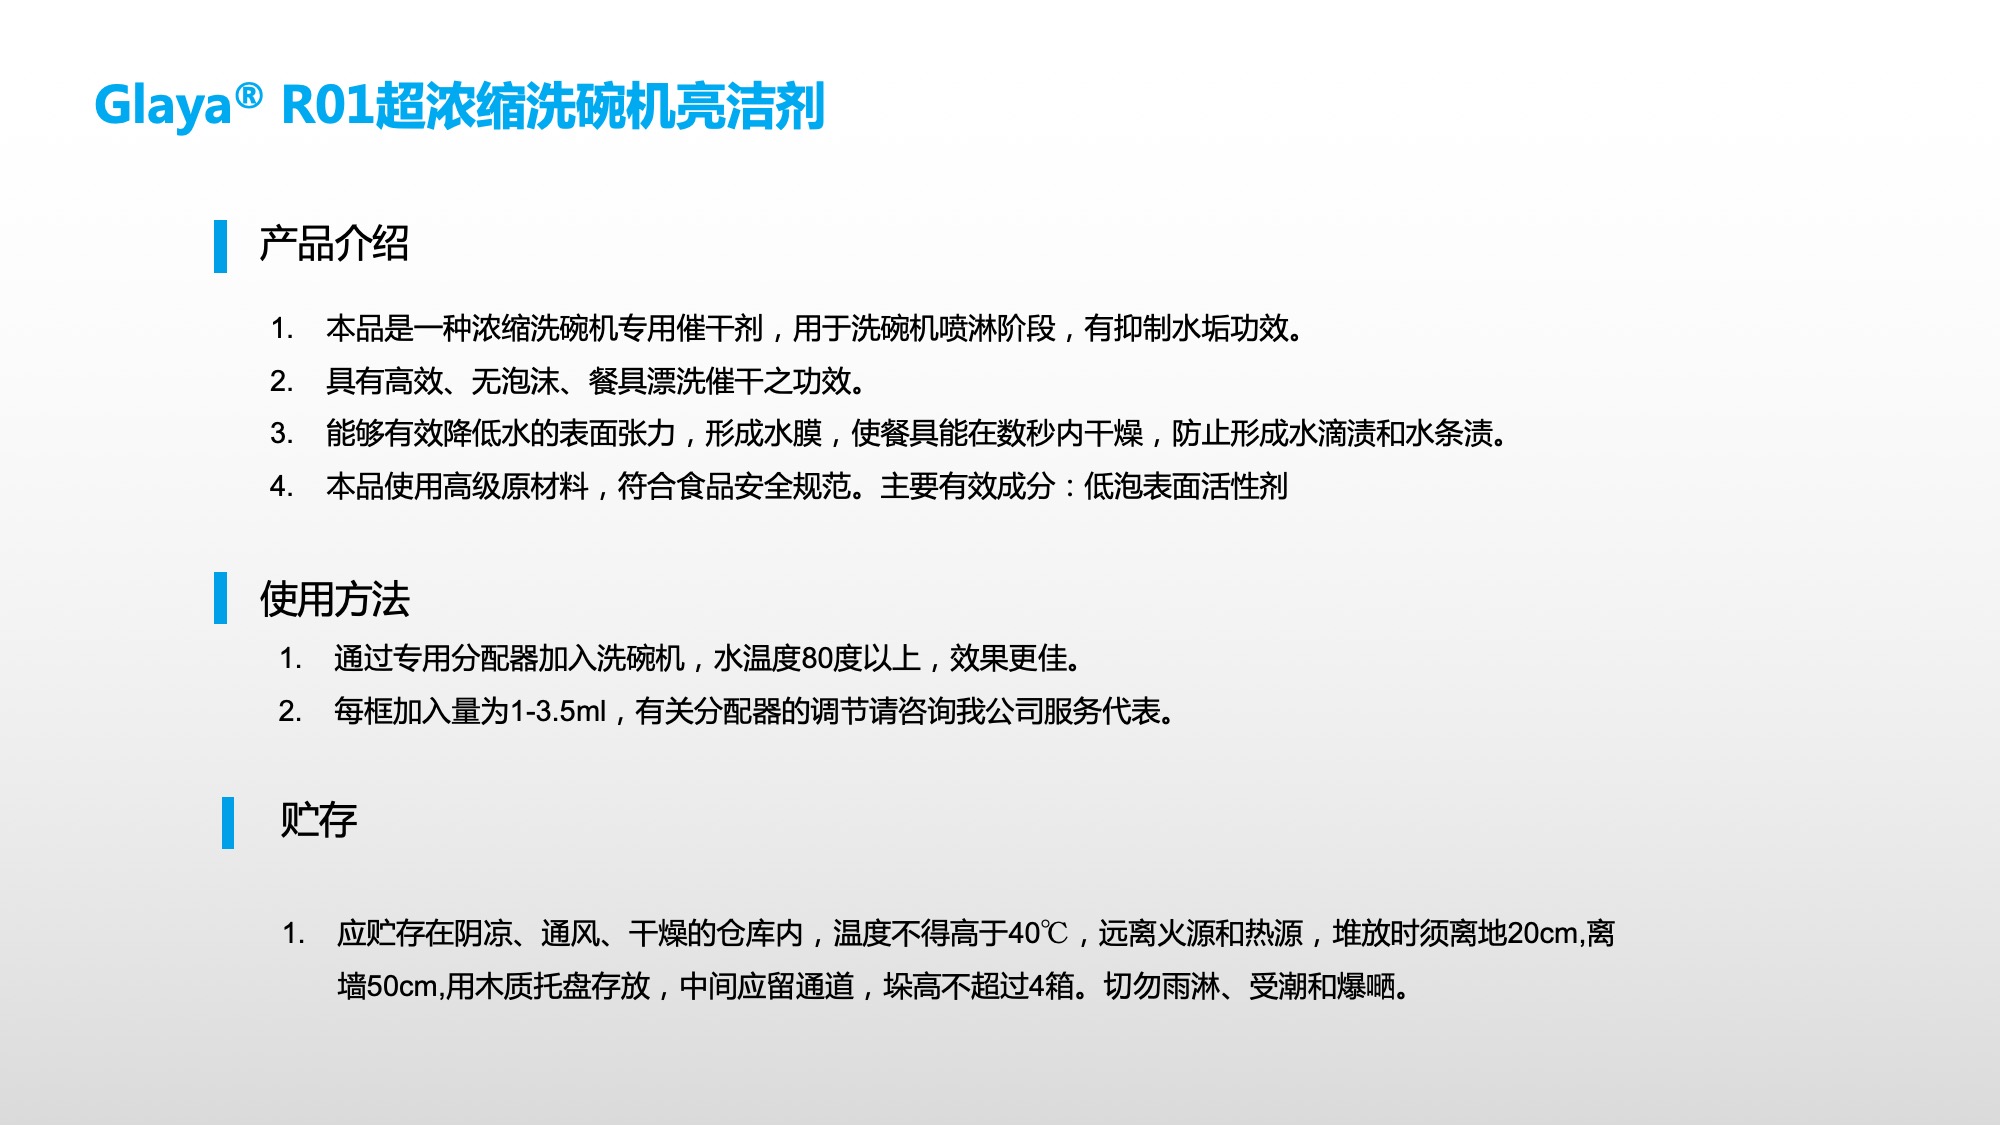 Glaya® R01超浓缩洗碗机亮洁剂
产品介绍
1. 本品是一种浓缩洗碗机专用催干剂，用于洗碗机喷淋阶段，有抑制水垢功效。
2. 具有高效、无泡沫、餐具漂洗催干之功效。
3. 能够有效降低水的表面张力，形成水膜，使餐具能在数秒内干燥，防止形成水滴渍和水条渍。
4. 本品使用高级原材料，符合食品安全规范。主要有效成分：低泡表面活性剂
使用方法
1. 通过专用分配器加入洗碗机，水温度80度以上，效果更佳。
2. 每框加入量为1-3.5ml，有关分配器的调节请咨询我公司服务代表。
贮存
1. 应贮存在阴凉、通风、干燥的仓库内，温度不得高于40℃，远离火源和热源，堆放时须离地20cm,离
墙50cm,用木质托盘存放，中间应留通道，垛高不超过4箱。切勿雨淋、受潮和爆嗮。